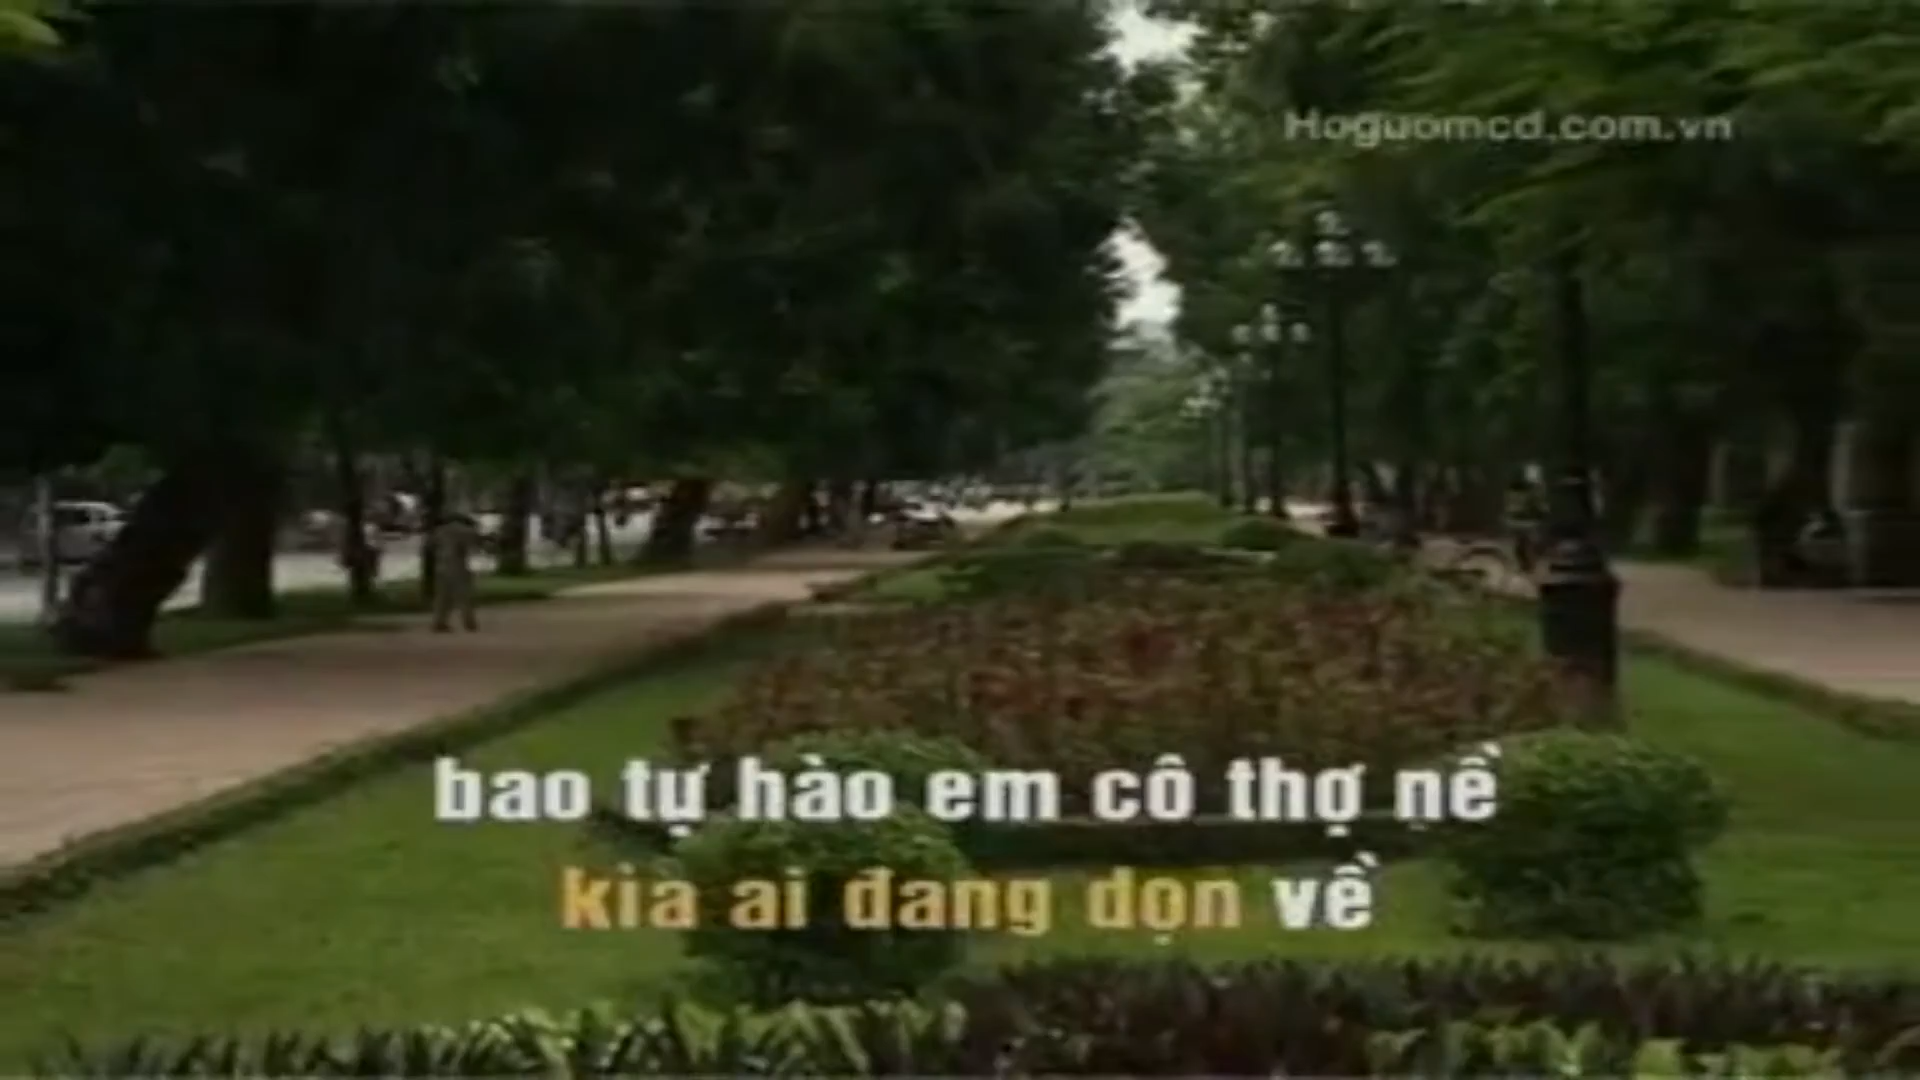 Hoguomcd.com.vn
bao tự hào em cô thợ nề
kia ai đang dọn về